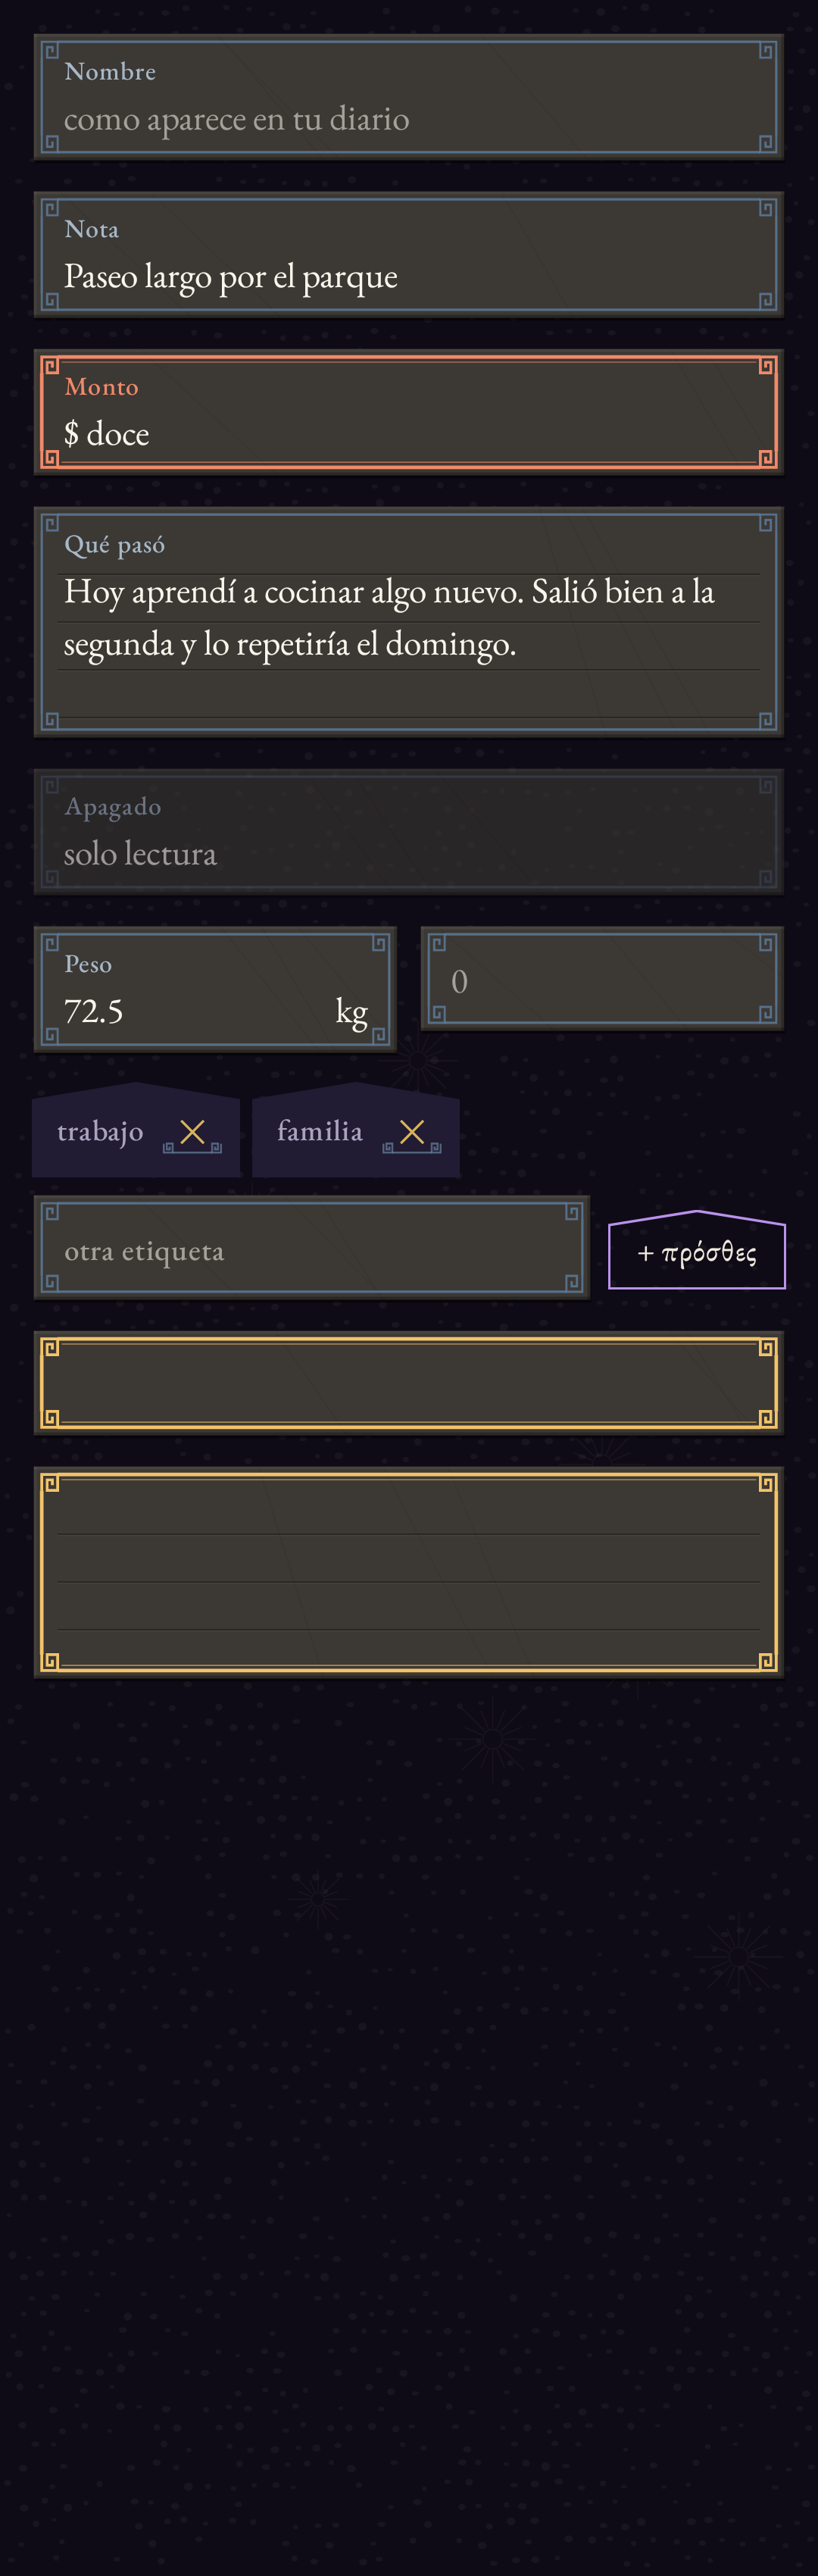 Nombre
como aparece en tu diario
Nota
Paseo largo por el parque
Monto
$ doce
Qué pasó
Hoy aprendí a cocinar algo nuevo. Salió bien a la
segunda y lo repetiría el domingo.
Apagado
solo lectura
Peso
72.5 kg
0
trabajo
familia
otra etiqueta
+ πρόσθες